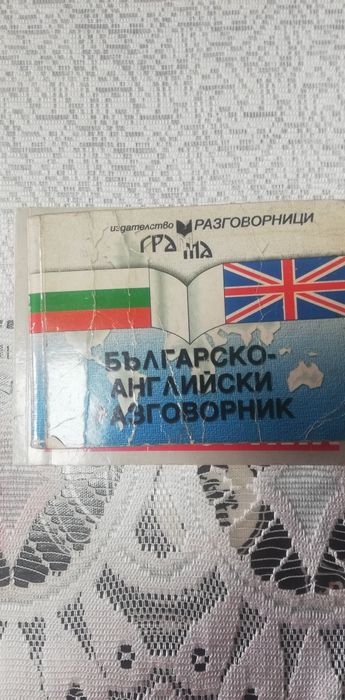 издателство РАЗГОВОРНИЦИ
ГРАМА
БЪЛГАРСКО-
АНГЛИЙСКИ
АЗГОВОРНИК